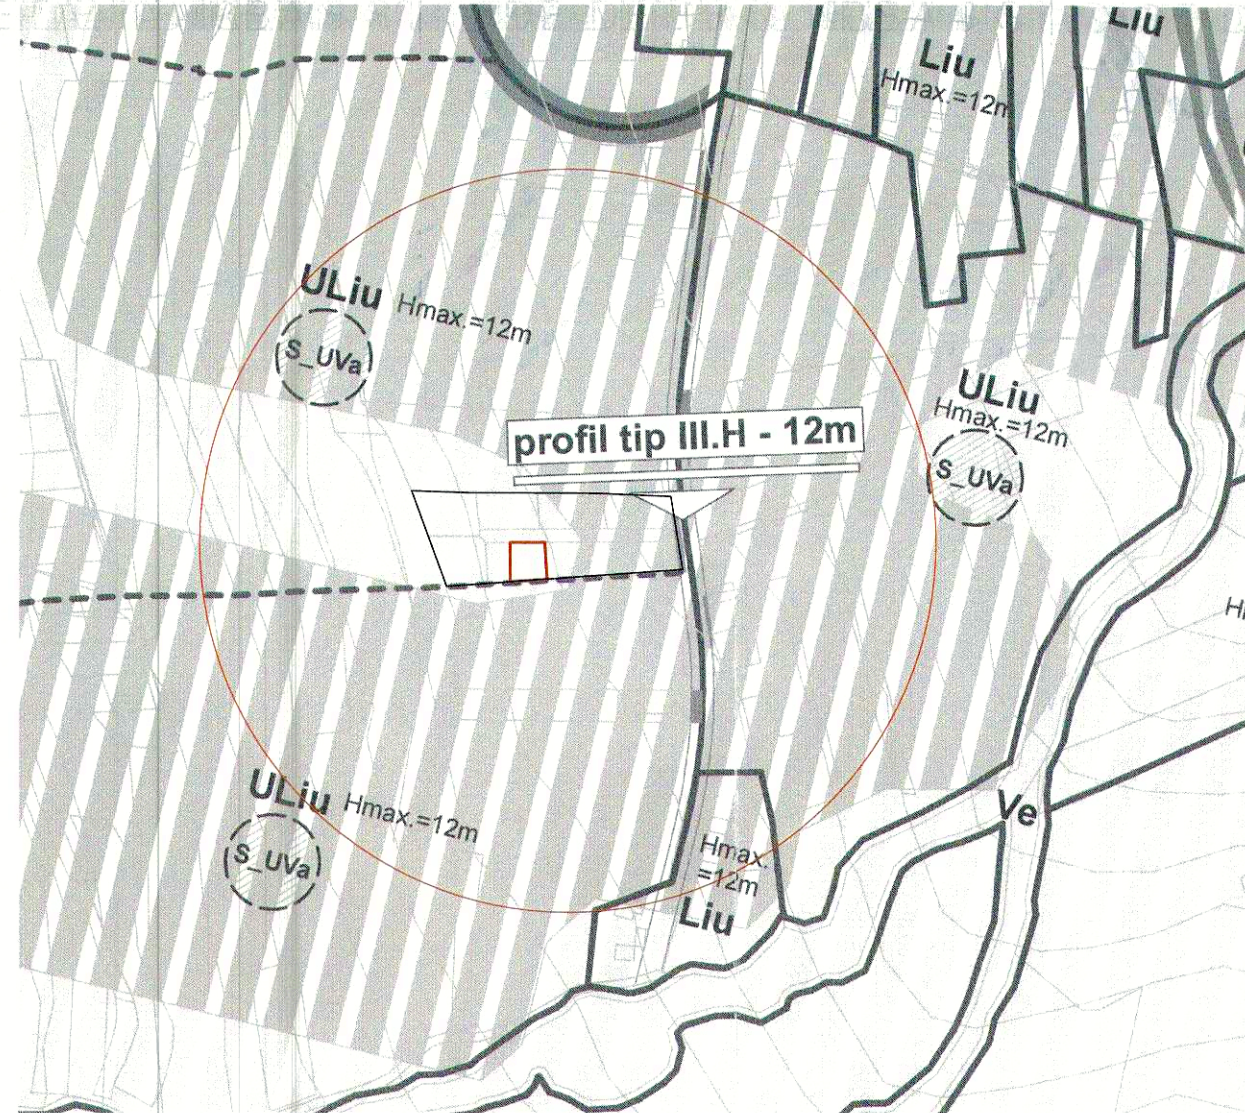 Liu
Liu
Hmax.=12m
ULiu Hmax.=12m
S_UVa
ULiu
Hmax.=12m
S_UVa
profil tip III.H - 12m
Ve
ULiu Hmax.=12m
S_UVa
Hmax.
=12m
Liu